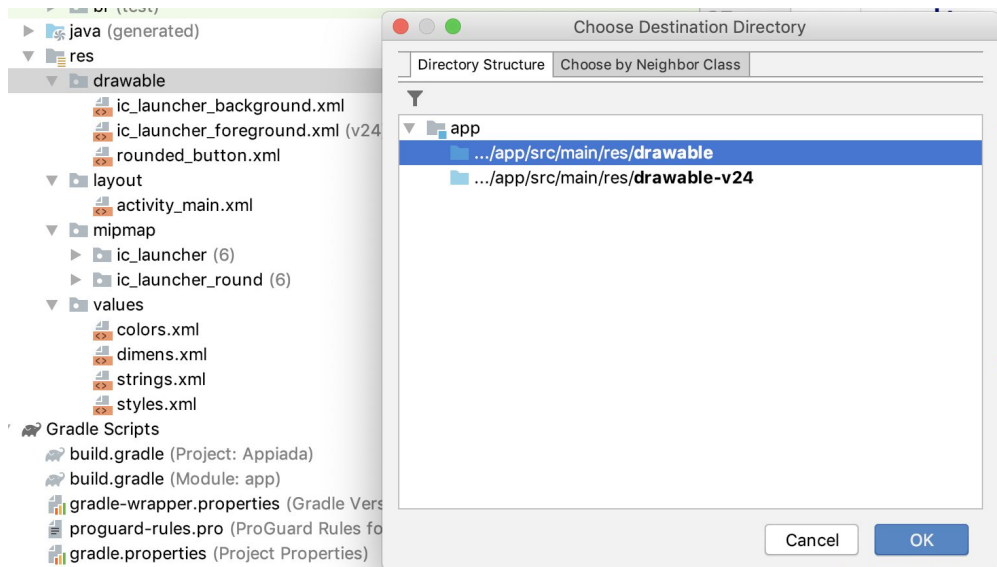 java (generated)
res
drawable
ic_launcher_background.xml
ic_launcher_foreground.xml (v24
rounded_button.xml
layout
activity_main.xml
mipmap
ic_launcher (6)
ic_launcher_round (6)
values
colors.xml
dimens.xml
strings.xml
styles.xml
Gradle Scripts
build.gradle (Project: Appiada)
build.gradle (Module: app)
gradle-wrapper.properties (Gradle Vers
proguard-rules.pro (ProGuard Rules fo
gradle.properties (Project Properties)
Choose Destination Directory
Directory Structure
Choose by Neighbor Class
app
.../app/src/main/res/drawable
.../app/src/main/res/drawable-v24
Cancel
OK